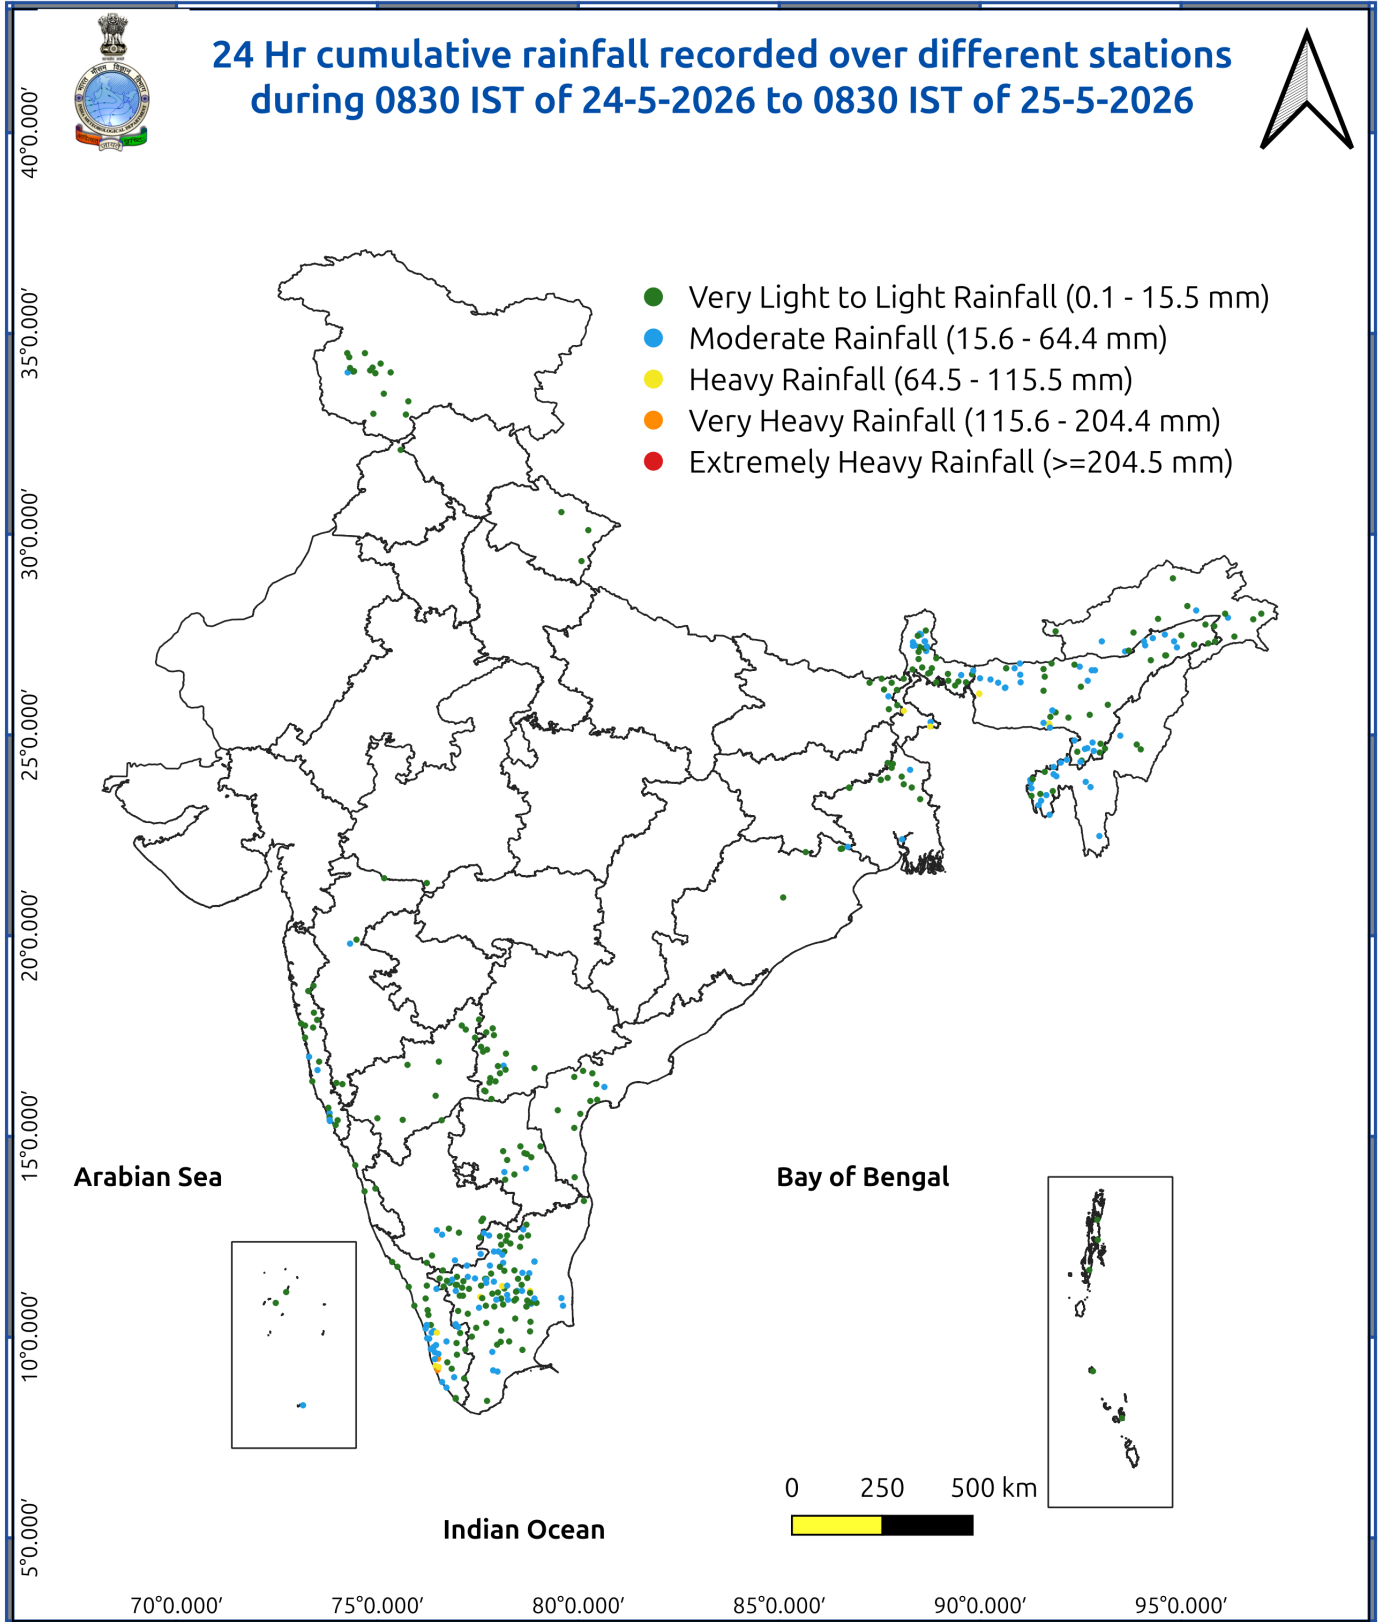 24 Hr cumulative rainfall recorded over different stations
during 0830 IST of 24-5-2026 to 0830 IST of 25-5-2026
Very Light to Light Rainfall (0.1 - 15.5 mm)
Moderate Rainfall (15.6 - 64.4 mm)
Heavy Rainfall (64.5 - 115.5 mm)
Very Heavy Rainfall (115.6 - 204.4 mm)
Extremely Heavy Rainfall (>=204.5 mm)
40°0.000′
35°0.000′
30°0.000′
25°0.000′
20°0.000′
15°0.000′
10°0.000′
5°0.000′
Arabian Sea
Bay of Bengal
Indian Ocean
0 250 500 km
70°0.000′ 75°0.000′ 80°0.000′ 85°0.000′ 90°0.000′ 95°0.000′